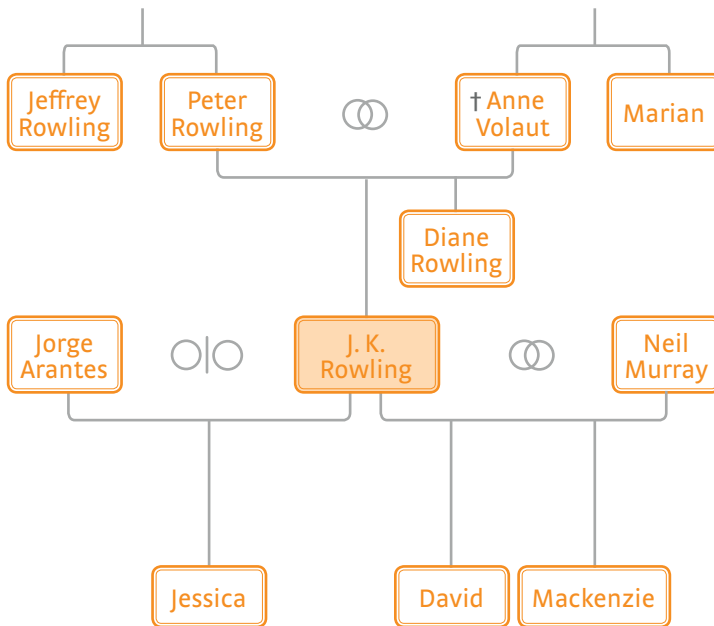 Jeffrey
Rowling
Peter
Rowling
† Anne
Volaut
Marian
Diane
Rowling
Jorge
Arantes
J. K.
Rowling
Neil
Murray
Jessica
David
Mackenzie